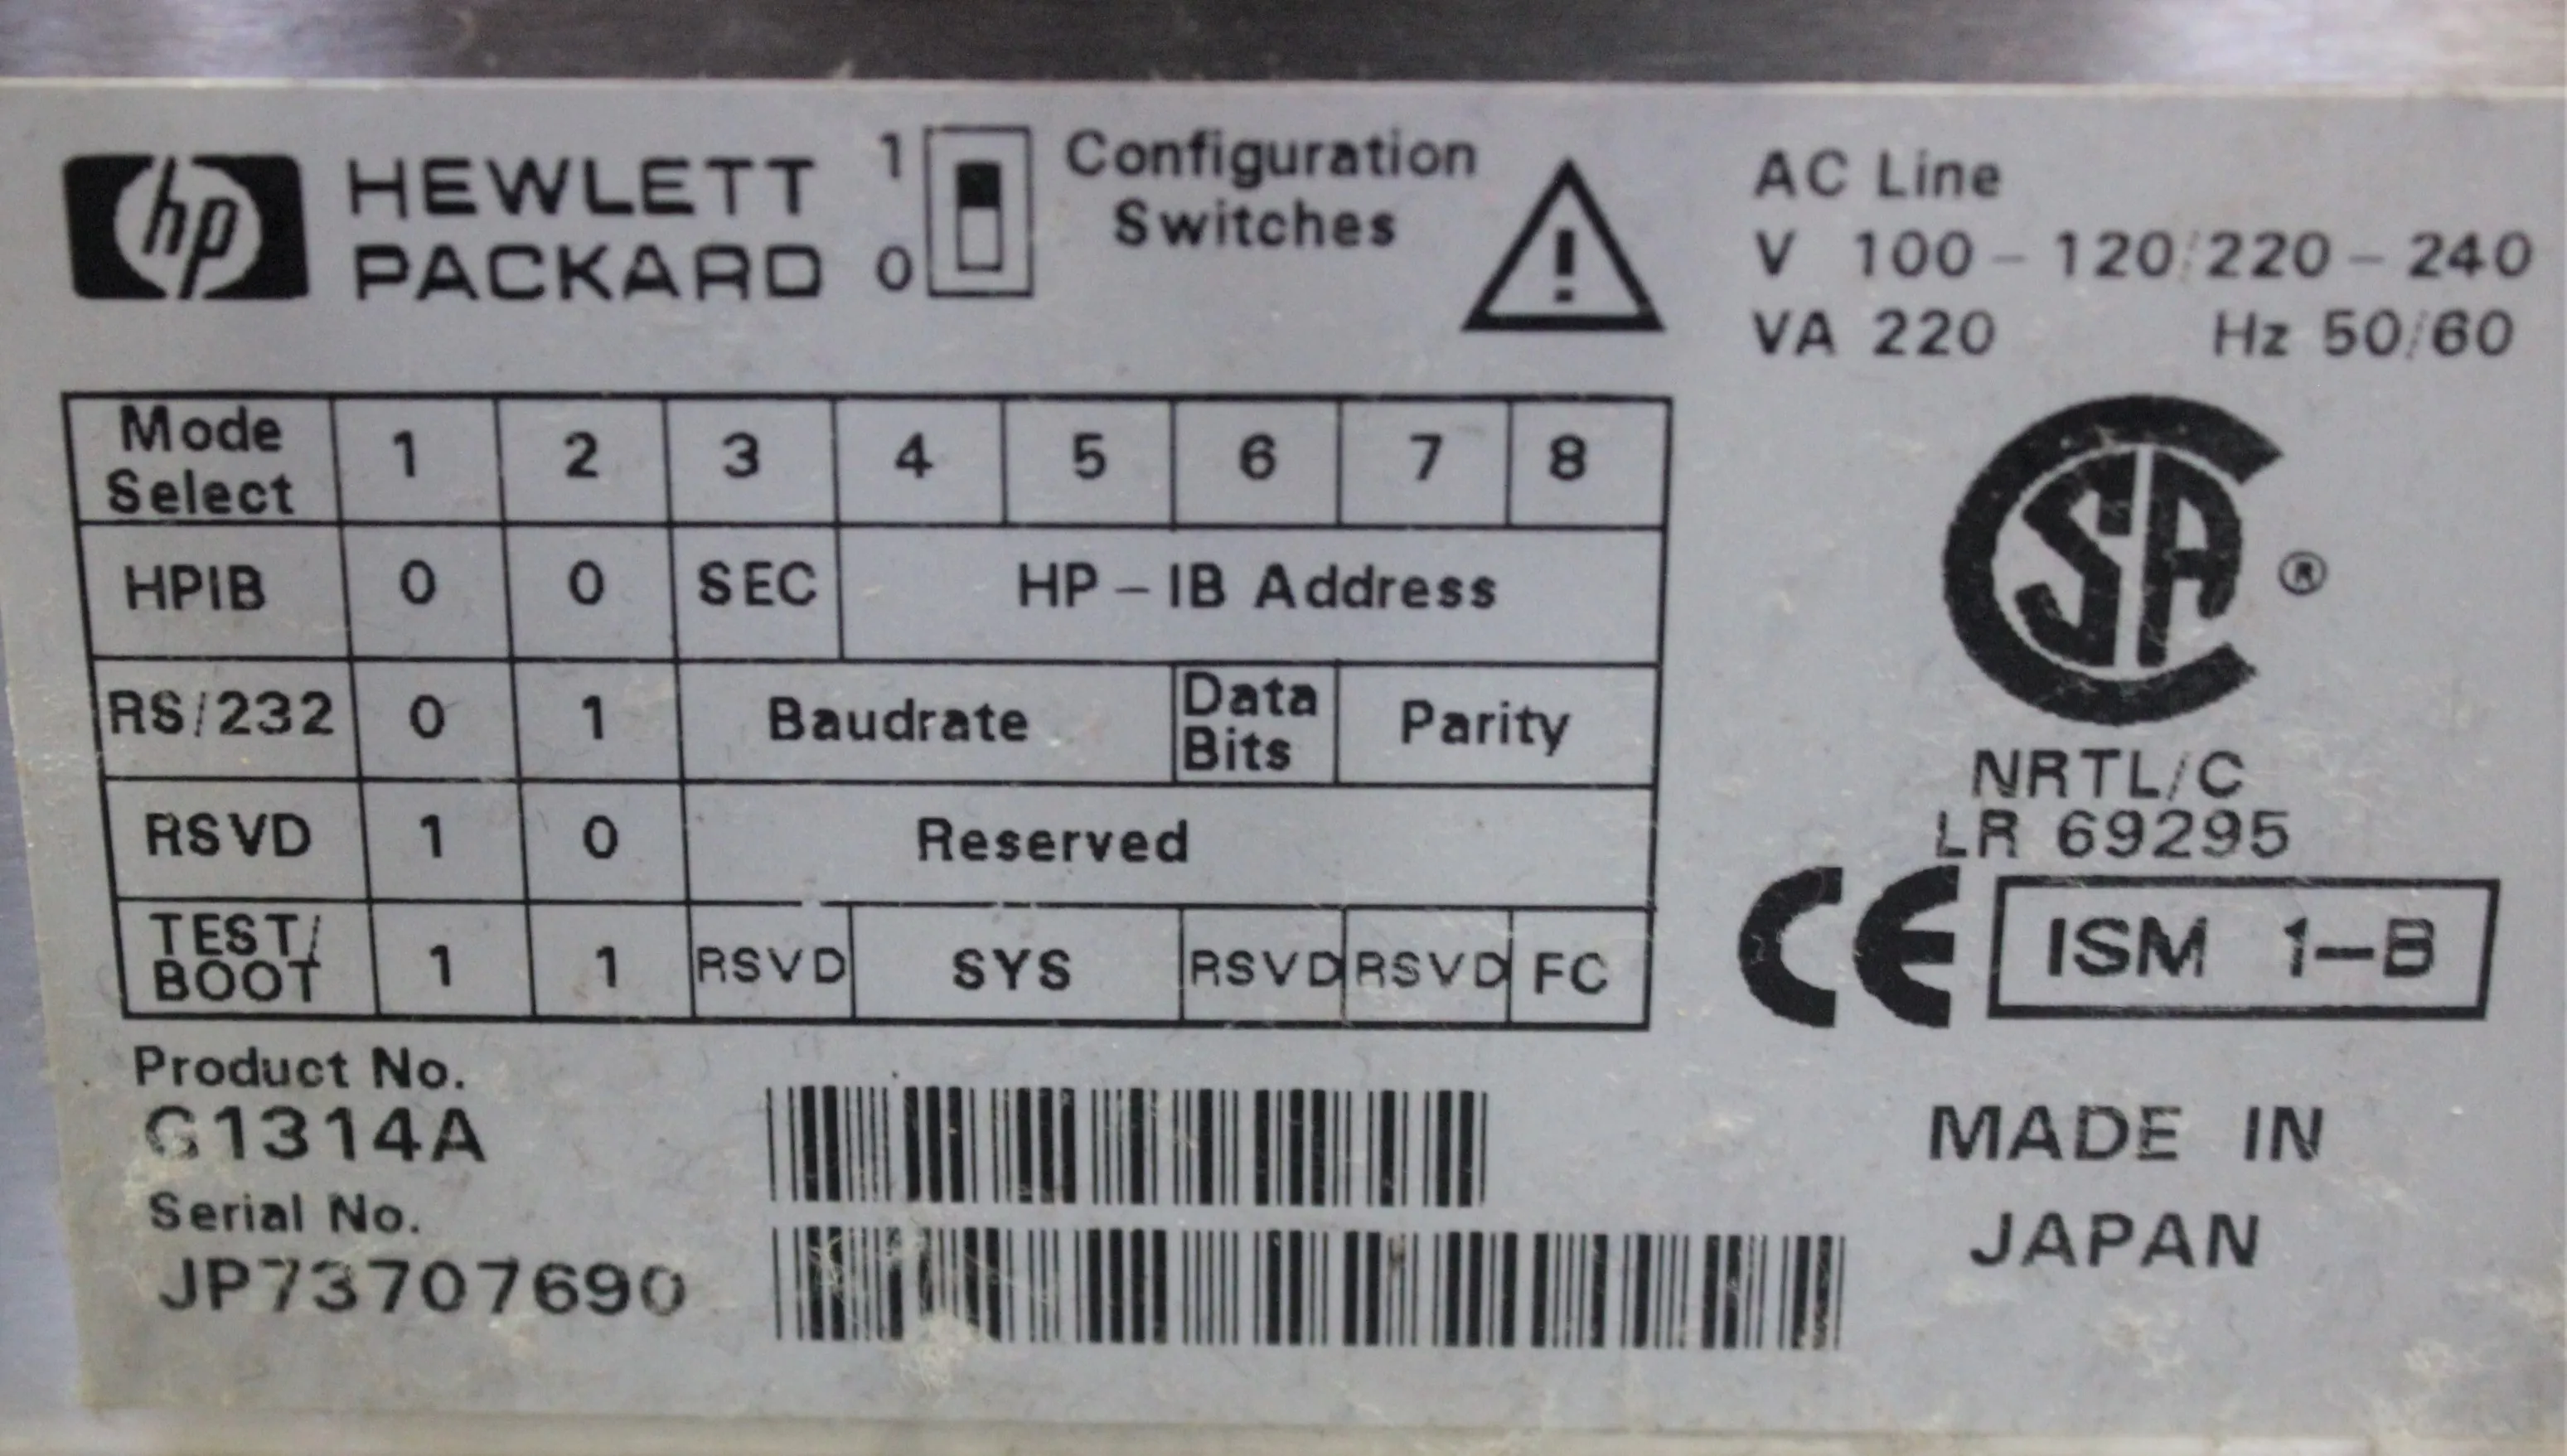 hp HEWLETT PACKARD
1
0
Configuration
Switches
!
AC Line
V 100-120/220-240
VA 220 Hz 50/60
Mode Select 1 2 3 4 5 6 7 8
HPIB 0 0 SEC HP-IB Address
RS/232 0 1 Baudrate Data Bits Parity
RSVD 1 0 Reserved
TEST/BOOT 1 1 RSVD SYS RSVD RSVD FC
CSA ®
NRTL/C
LR 69295
CE ISM 1-B
Product No.
G1314A
Serial No.
JP73707690
MADE IN
JAPAN